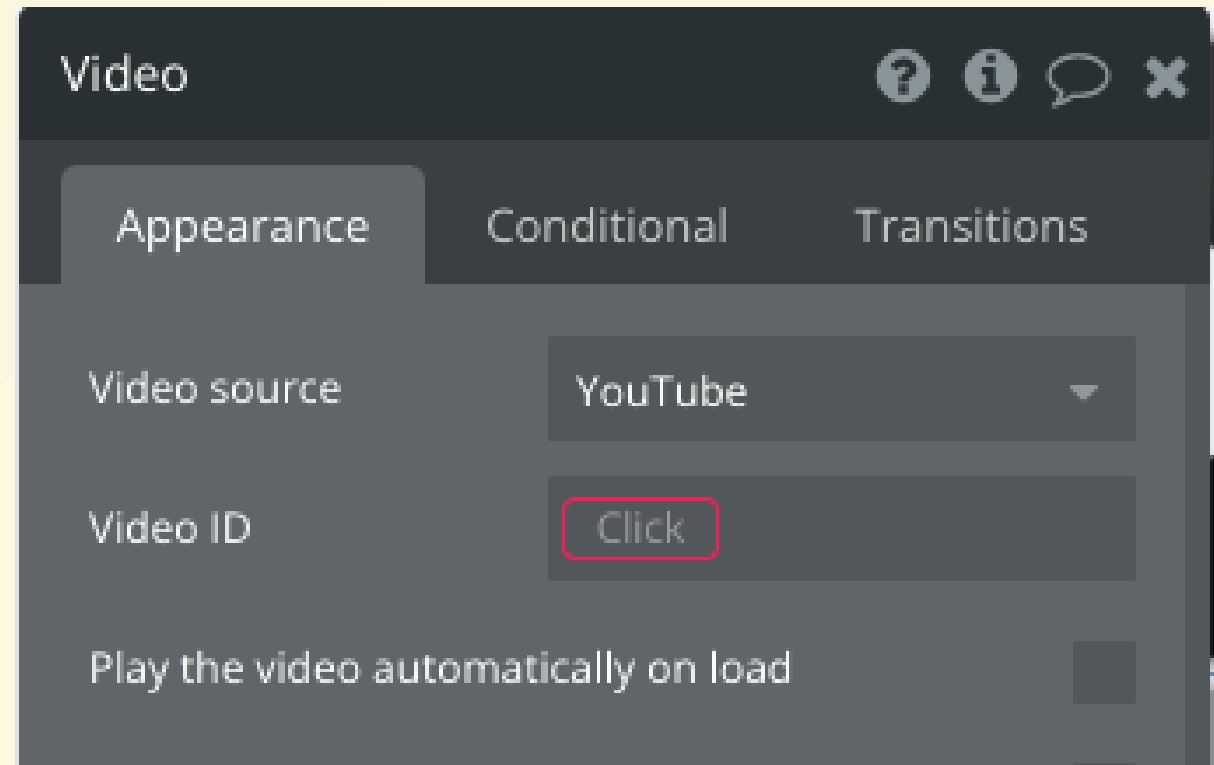 Video
Appearance Conditional Transitions
Video source YouTube
Video ID Click
Play the video automatically on load